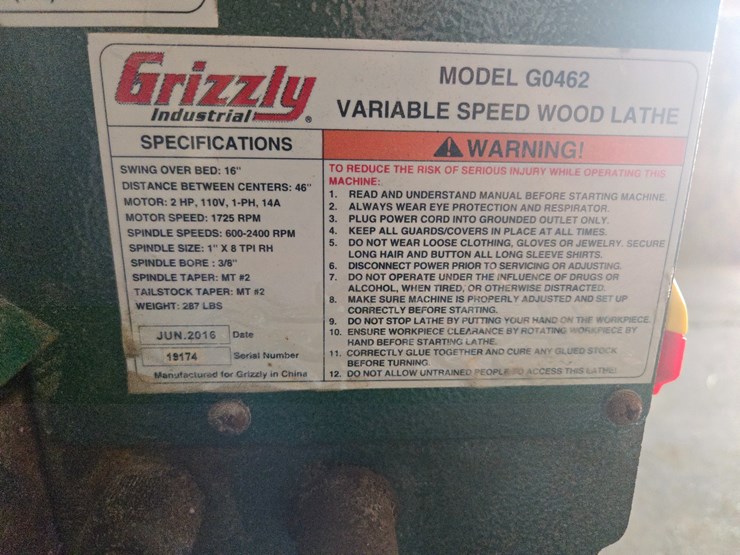 Grizzly
Industrial®
MODEL G0462
VARIABLE SPEED WOOD LATHE
SPECIFICATIONS
SWING OVER BED: 16"
DISTANCE BETWEEN CENTERS: 46"
MOTOR: 2 HP, 110V, 1-PH, 14A
MOTOR SPEED: 1725 RPM
SPINDLE SPEEDS: 600-2400 RPM
SPINDLE SIZE: 1" X 8 TPI RH
SPINDLE BORE : 3/8"
SPINDLE TAPER: MT #2
TAILSTOCK TAPER: MT #2
WEIGHT: 287 LBS
JUN.2016 Date
19174 Serial Number
Manufactured for Grizzly in China
WARNING!
TO REDUCE THE RISK OF SERIOUS INJURY WHILE OPERATING THIS
MACHINE:
1. READ AND UNDERSTAND MANUAL BEFORE STARTING MACHINE.
2. ALWAYS WEAR EYE PROTECTION AND RESPIRATOR.
3. PLUG POWER CORD INTO GROUNDED OUTLET ONLY.
4. KEEP ALL GUARDS/COVERS IN PLACE AT ALL TIMES.
5. DO NOT WEAR LOOSE CLOTHING, GLOVES OR JEWELRY. SECURE
LONG HAIR AND BUTTON ALL LONG SLEEVE SHIRTS.
6. DISCONNECT POWER PRIOR TO SERVICING OR ADJUSTING.
7. DO NOT OPERATE UNDER THE INFLUENCE OF DRUGS OR
ALCOHOL, WHEN TIRED, OR OTHERWISE DISTRACTED.
8. MAKE SURE MACHINE IS PROPERLY ADJUSTED AND SET UP
CORRECTLY BEFORE STARTING.
9. DO NOT STOP LATHE BY PUTTING YOUR HAND ON THE WORKPIECE.
10. ENSURE WORKPIECE CLEARANCE BY ROTATING WORKPIECE BY
HAND BEFORE STARTING LATHE.
11. CORRECTLY GLUE TOGETHER AND CURE ANY GLUED STOCK
BEFORE TURNING.
12. DO NOT ALLOW UNTRAINED PEOPLE TO ACCESS THIS LATHE!